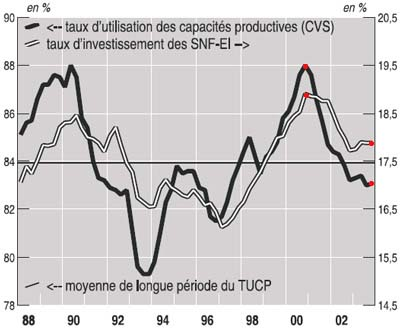 en % en %
<-- taux d'utilisation des capacités productives (CVS)
taux d'investissement des SNF-EI -->
90 20,5
88 19,5
86 18,5
84 17,5
82 16,5
80 15,5
<-- moyenne de longue période du TUCP
78 14,5
88 90 92 94 96 98 00 02